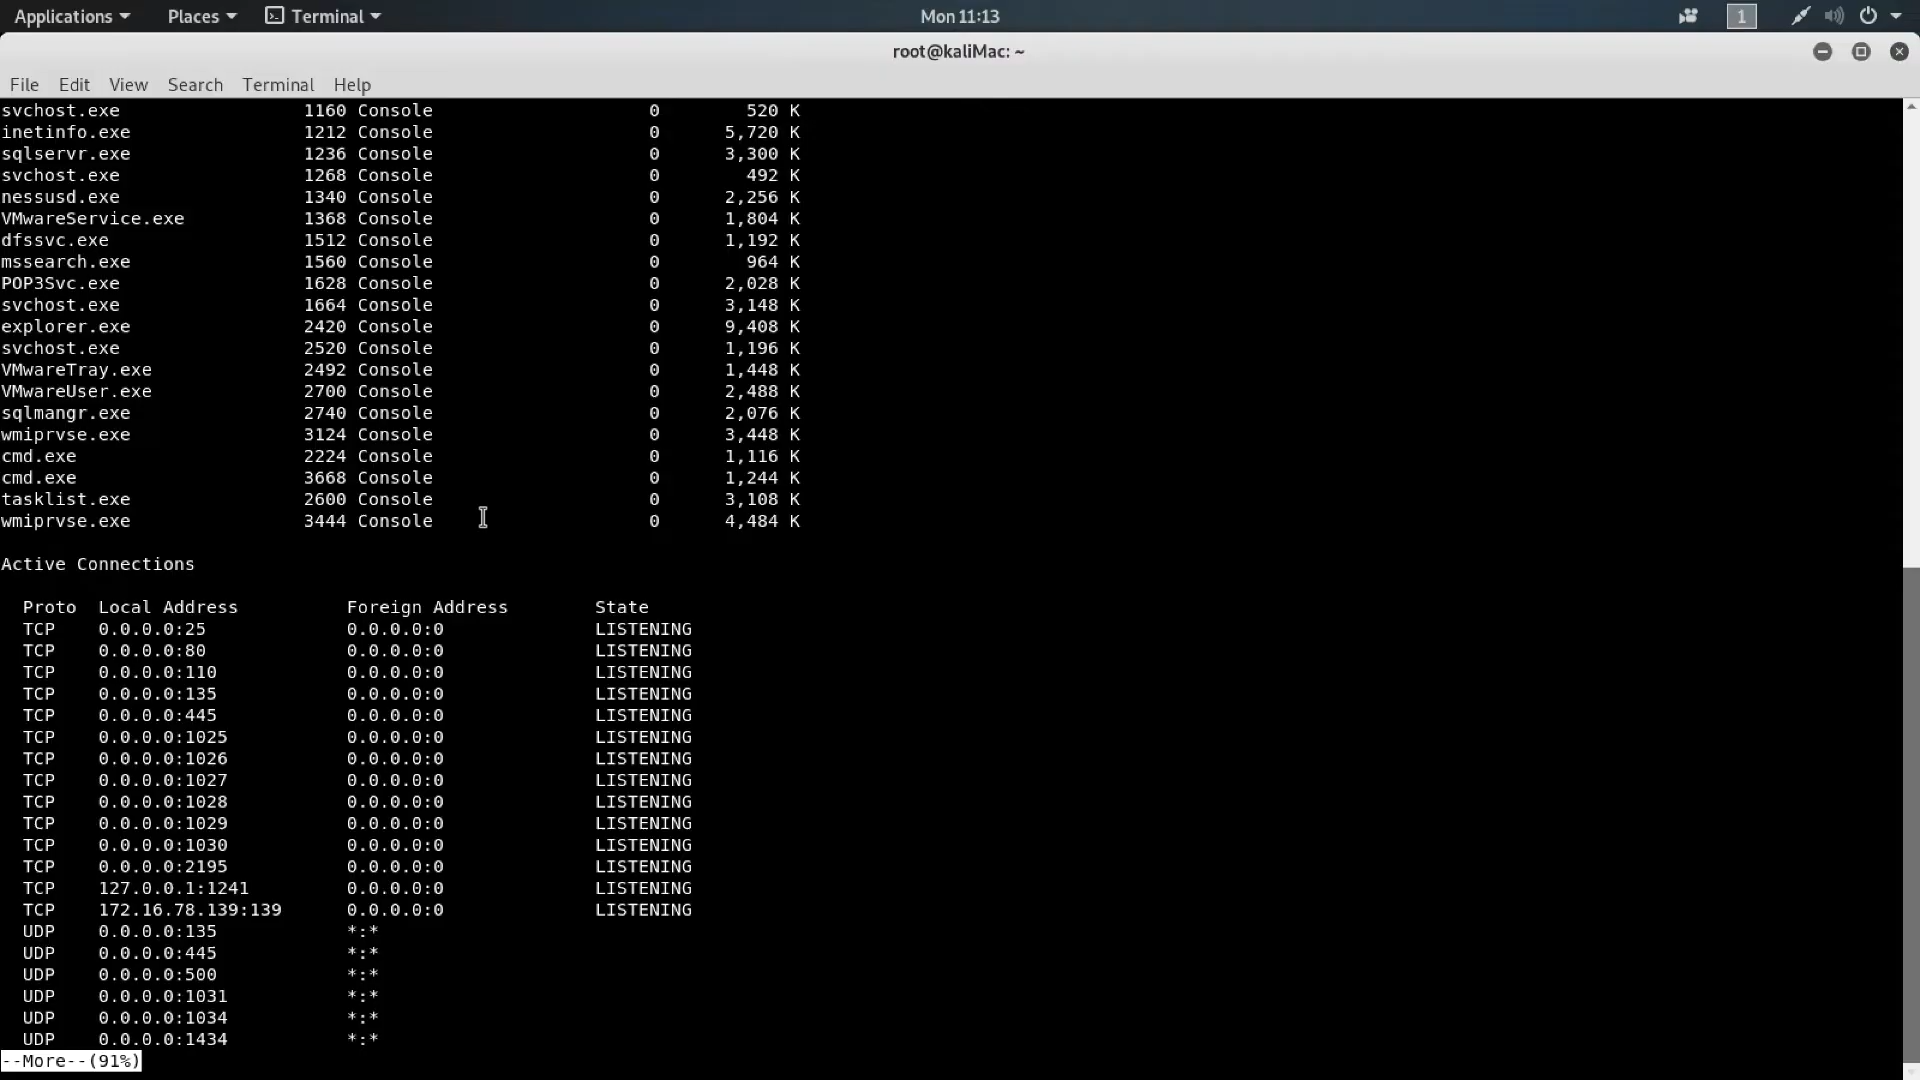 Applications Places Terminal Mon 11:13 1
root@kaliMac: ~
File Edit View Search Terminal Help
svchost.exe 1160 Console 0 520 K
inetinfo.exe 1212 Console 0 5,720 K
sqlservr.exe 1236 Console 0 3,300 K
svchost.exe 1268 Console 0 492 K
nessusd.exe 1340 Console 0 2,256 K
VMwareService.exe 1368 Console 0 1,804 K
dfssvc.exe 1512 Console 0 1,192 K
mssearch.exe 1560 Console 0 964 K
POP3Svc.exe 1628 Console 0 2,028 K
svchost.exe 1664 Console 0 3,148 K
explorer.exe 2420 Console 0 9,408 K
svchost.exe 2520 Console 0 1,196 K
VMwareTray.exe 2492 Console 0 1,448 K
VMwareUser.exe 2700 Console 0 2,488 K
sqlmangr.exe 2740 Console 0 2,076 K
wmiprvse.exe 3124 Console 0 3,448 K
cmd.exe 2224 Console 0 1,116 K
cmd.exe 3668 Console 0 1,244 K
tasklist.exe 2600 Console 0 3,108 K
wmiprvse.exe 3444 Console 0 4,484 K
Active Connections
Proto Local Address Foreign Address State
TCP 0.0.0.0:25 0.0.0.0:0 LISTENING
TCP 0.0.0.0:80 0.0.0.0:0 LISTENING
TCP 0.0.0.0:110 0.0.0.0:0 LISTENING
TCP 0.0.0.0:135 0.0.0.0:0 LISTENING
TCP 0.0.0.0:445 0.0.0.0:0 LISTENING
TCP 0.0.0.0:1025 0.0.0.0:0 LISTENING
TCP 0.0.0.0:1026 0.0.0.0:0 LISTENING
TCP 0.0.0.0:1027 0.0.0.0:0 LISTENING
TCP 0.0.0.0:1028 0.0.0.0:0 LISTENING
TCP 0.0.0.0:1029 0.0.0.0:0 LISTENING
TCP 0.0.0.0:1030 0.0.0.0:0 LISTENING
TCP 0.0.0.0:2195 0.0.0.0:0 LISTENING
TCP 127.0.0.1:1241 0.0.0.0:0 LISTENING
TCP 172.16.78.139:139 0.0.0.0:0 LISTENING
UDP 0.0.0.0:135 *:*
UDP 0.0.0.0:445 *:*
UDP 0.0.0.0:500 *:*
UDP 0.0.0.0:1031 *:*
UDP 0.0.0.0:1034 *:*
UDP 0.0.0.0:1434 *:*
--More--(91%)